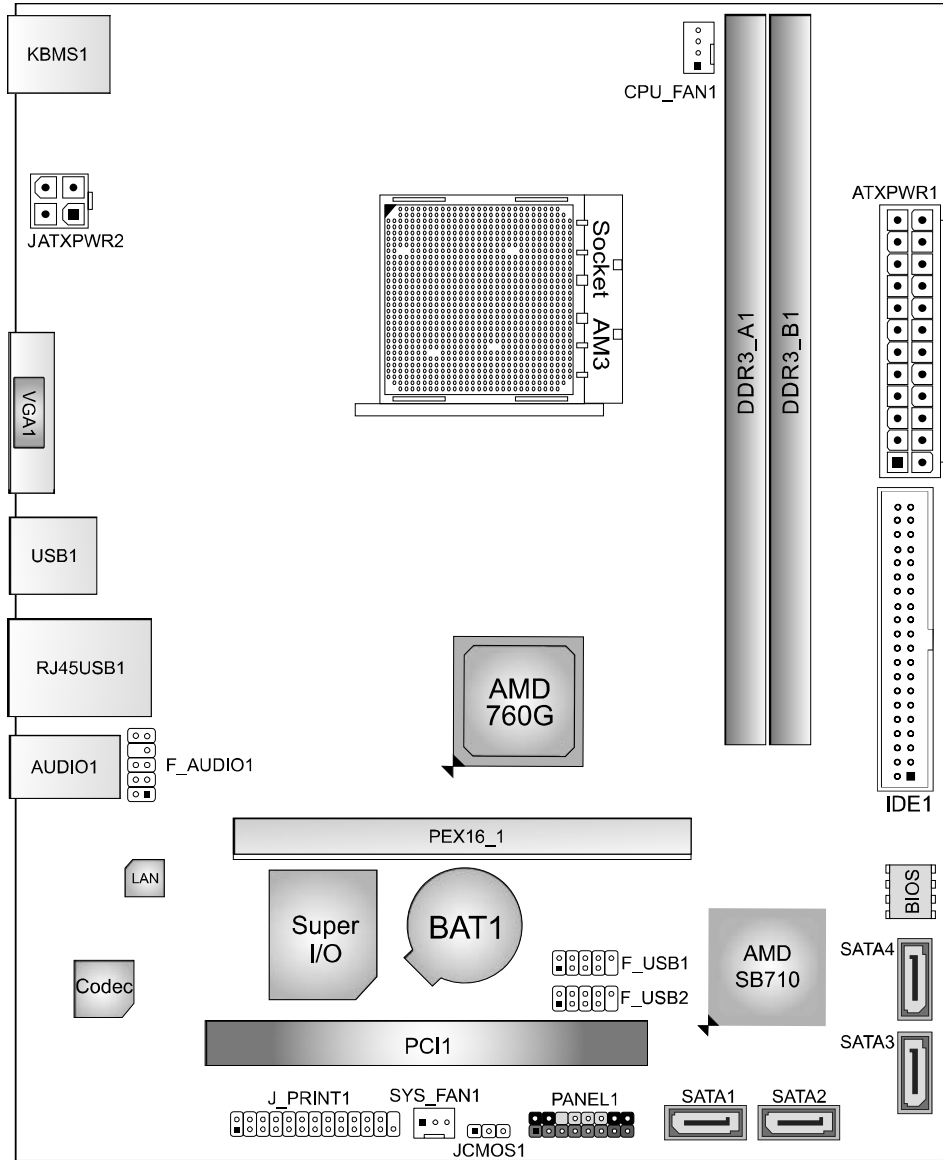 KBMS1
CPU_FAN1
JATXPWR2
ATXPWR1
Socket AM3
DDR3_A1
DDR3_B1
VGA1
USB1
RJ45USB1
AMD
760G
AUDIO1
F_AUDIO1
IDE1
PEX16_1
LAN
BIOS
Super
I/O
BAT1
F_USB1
F_USB2
AMD
SB710
SATA4
Codec
SATA3
PCI1
J_PRINT1
SYS_FAN1
JCMOS1
PANEL1
SATA1
SATA2